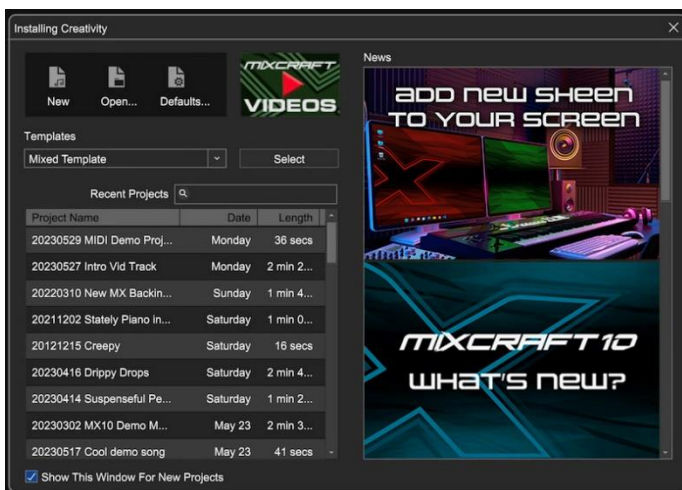 Installing Creativity
New Open... Defaults...
MIXCRAFT
VIDEOS
Templates
Mixed Template Select
Recent Projects
Project Name Date Length
20230529 MIDI Demo Proj... Monday 36 secs
20230527 Intro Vid Track Monday 2 min 2...
20220310 New MX Backin... Sunday 1 min 4...
20211202 Stately Piano in... Saturday 1 min 0...
20121215 Creepy Saturday 16 secs
20230416 Drippy Drops Saturday 2 min 4...
20230414 Suspenseful Pe... Saturday 1 min 2...
20230302 MX10 Demo M... May 23 2 min 3...
20230517 Cool demo song May 23 41 secs
Show This Window For New Projects
News
ADD NEW SHEEN
TO YOUR SCREEN
MIXCRAFT 10
WHAT'S NEW?